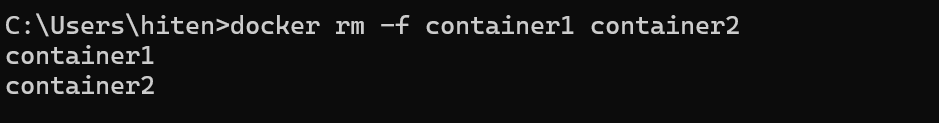 C:\Users\hiten>docker rm -f container1 container2
container1
container2